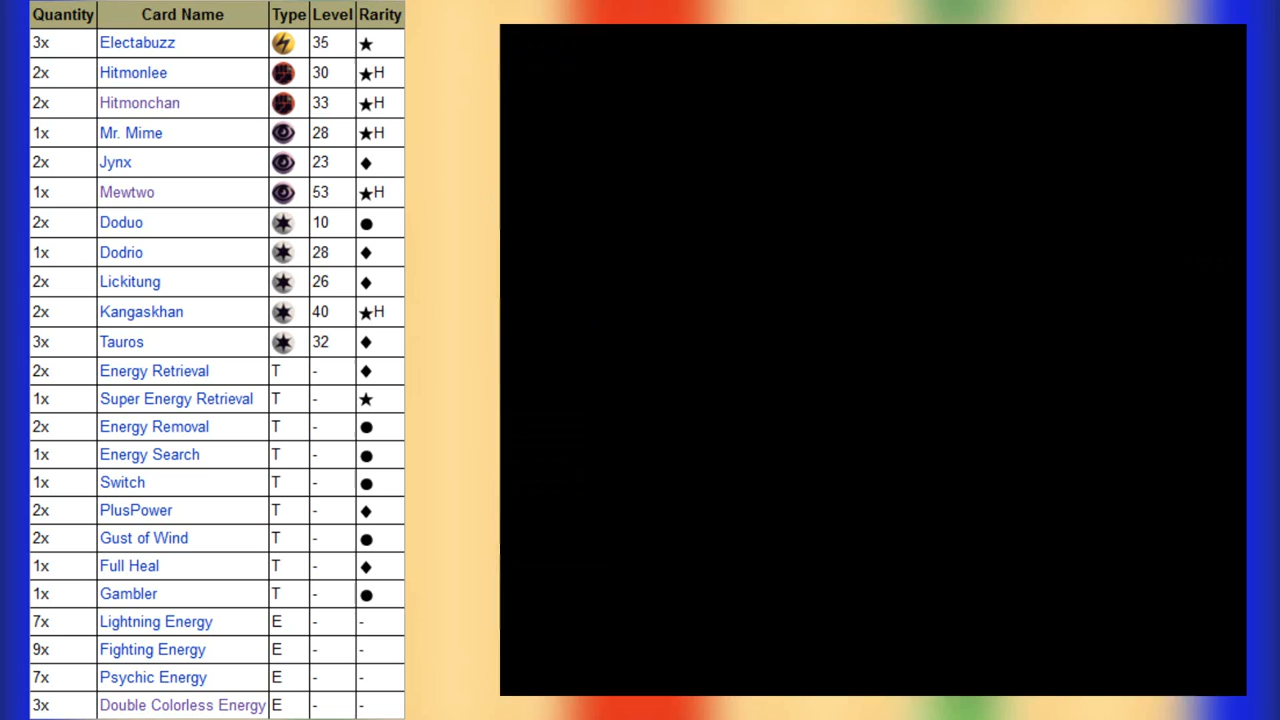 Quantity Card Name Type Level Rarity
3x Electabuzz 35 ★
2x Hitmonlee 30 ★H
2x Hitmonchan 33 ★H
1x Mr. Mime 28 ★H
2x Jynx 23 ♦
1x Mewtwo 53 ★H
2x Doduo 10 ●
1x Dodrio 28 ♦
2x Lickitung 26 ♦
2x Kangaskhan 40 ★H
3x Tauros 32 ♦
2x Energy Retrieval T - ♦
1x Super Energy Retrieval T - ★
2x Energy Removal T - ●
1x Energy Search T - ●
1x Switch T - ●
2x PlusPower T - ♦
2x Gust of Wind T - ●
1x Full Heal T - ♦
1x Gambler T - ●
7x Lightning Energy E - -
9x Fighting Energy E - -
7x Psychic Energy E - -
3x Double Colorless Energy E - -